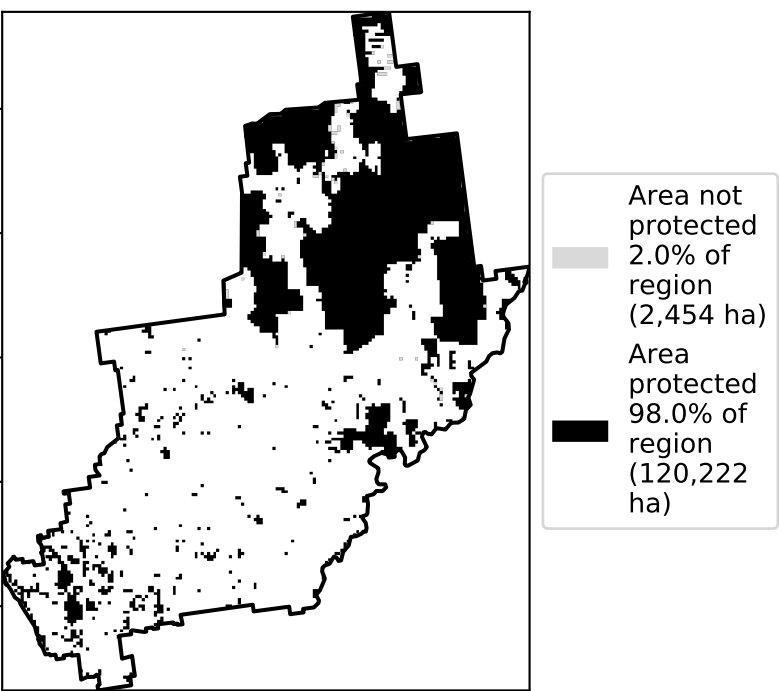 Area not
protected
2.0% of
region
(2,454 ha)
Area
protected
98.0% of
region
(120,222
ha)